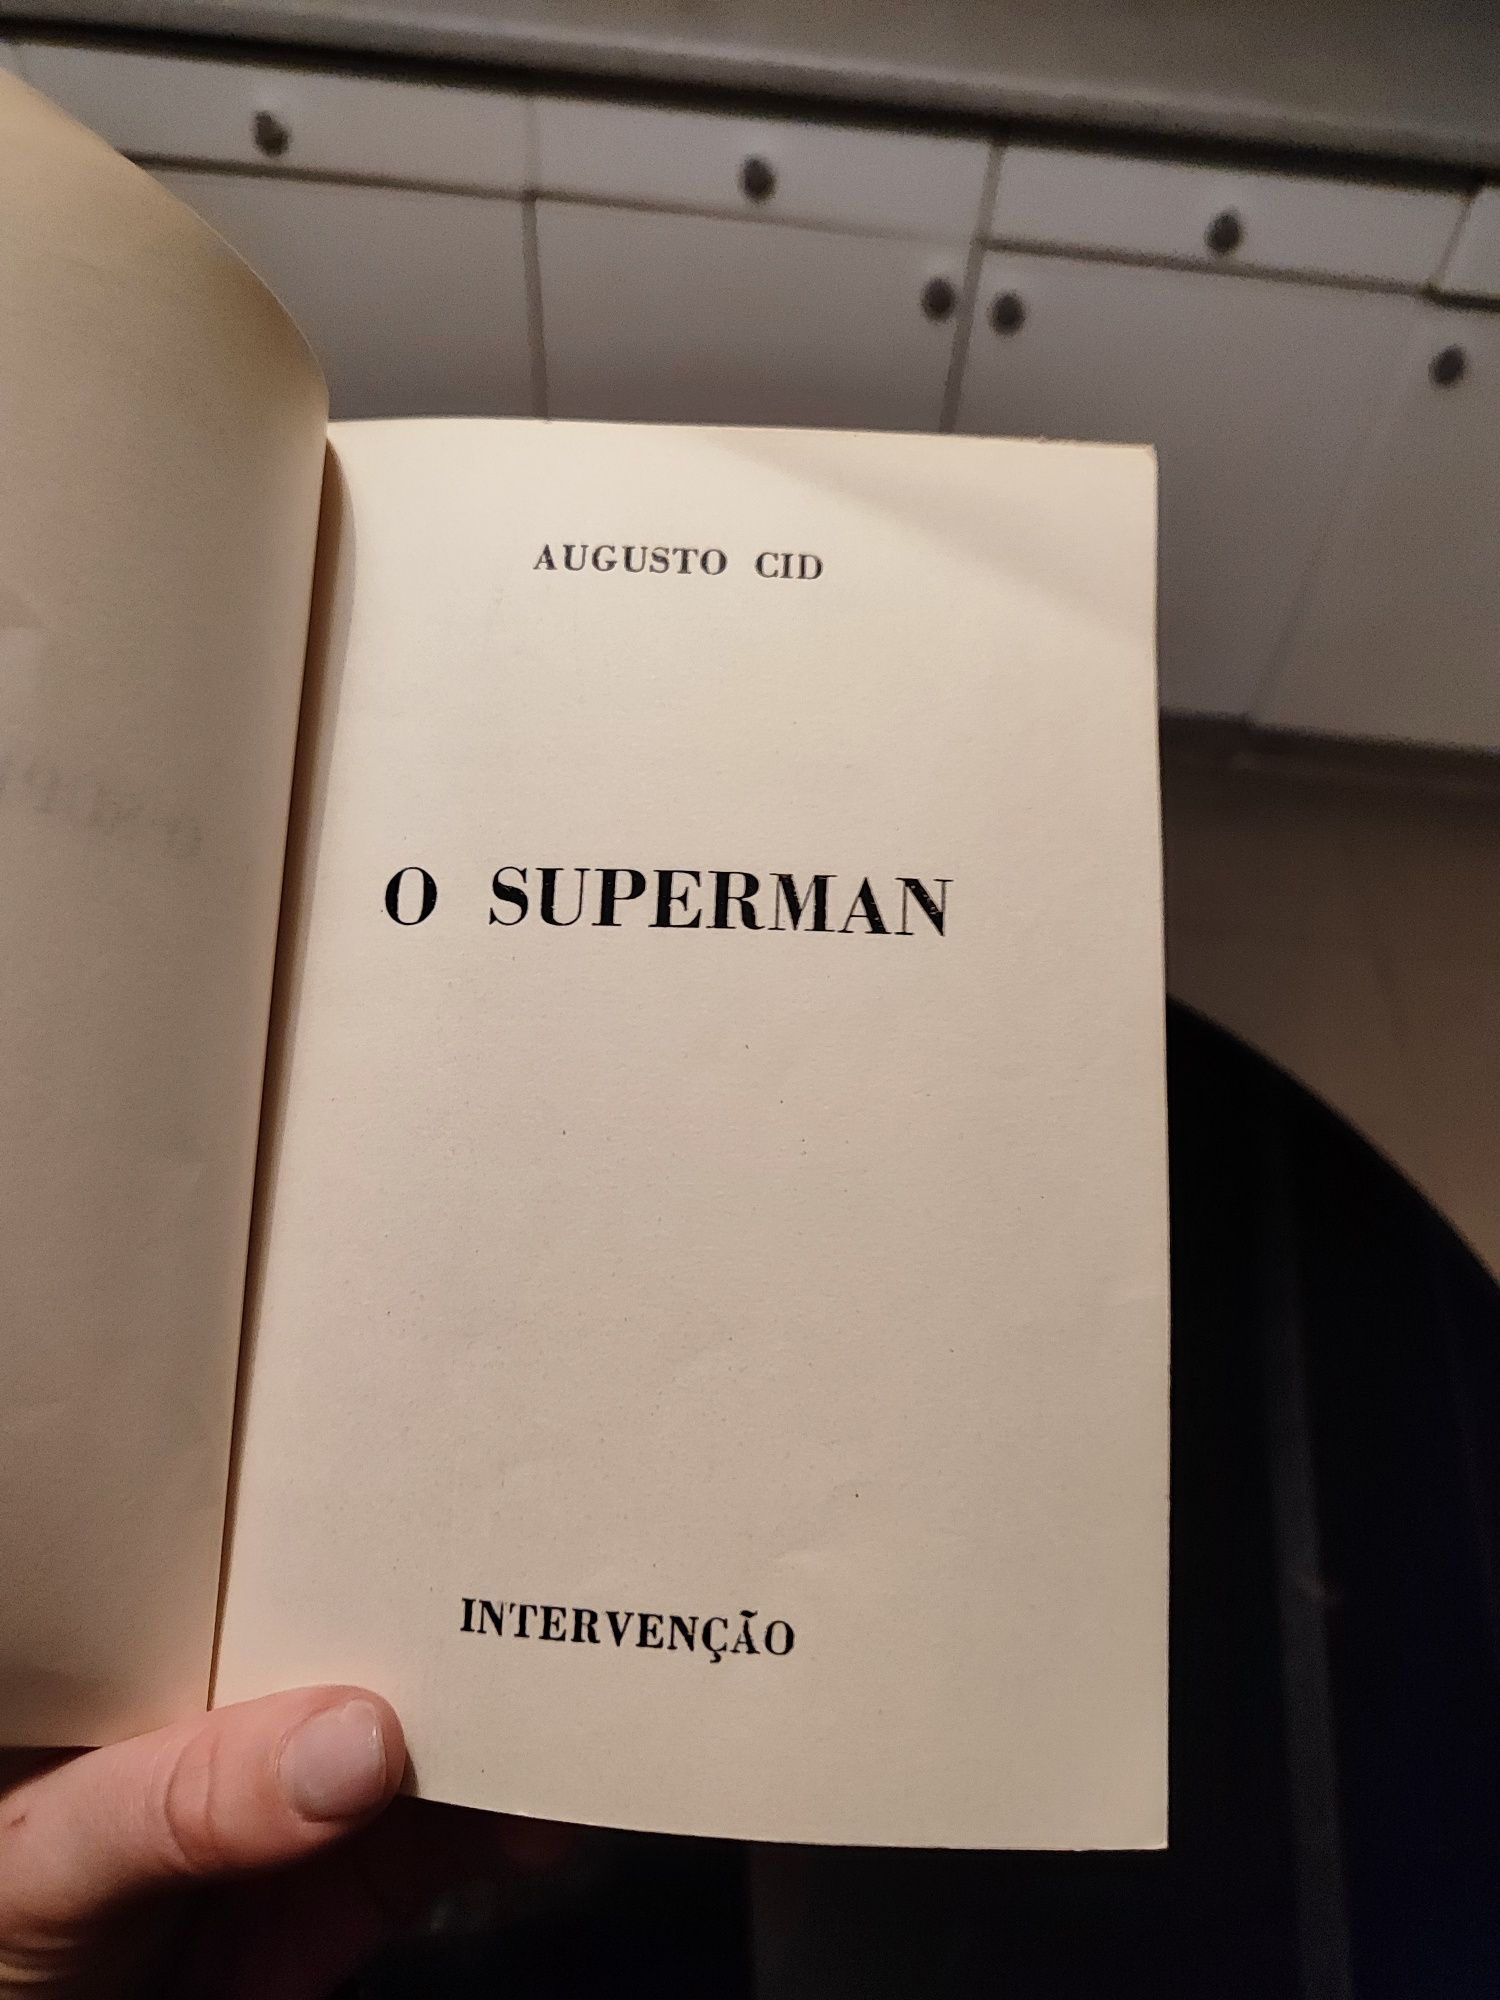 AUGUSTO CID
O SUPERMAN
INTERVENÇÃO